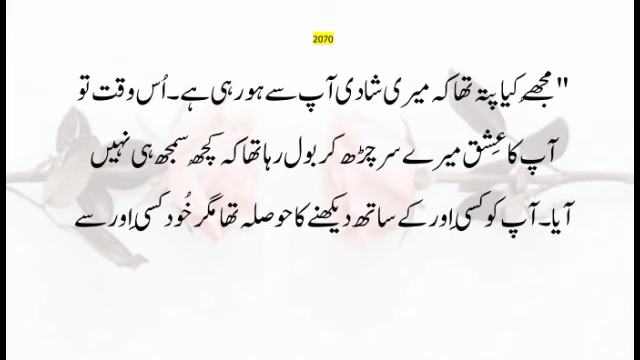 2070
"مجھے کیا پتہ تھا کہ میری شادی آپ سے ہو رہی ہے۔ اُس وقت تو
آپ کا عِشق میرے سر چڑھ کر بول رہا تھا کہ کچھ سمجھ ہی نہیں
آیا۔ آپ کو کسی اور کے ساتھ دیکھنے کا حوصلہ تھا مگر خُود کسی اور سے